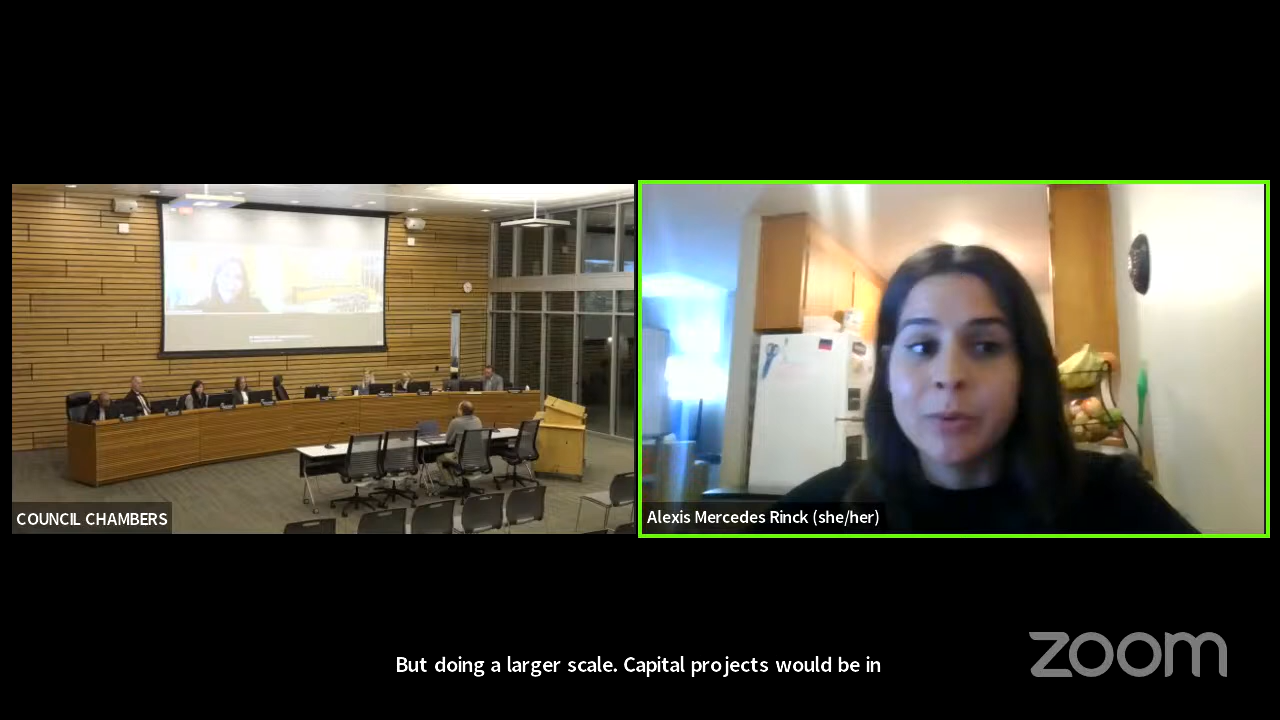 COUNCIL CHAMBERS
Alexis Mercedes Rinck (she/her)
But doing a larger scale. Capital projects would be in
zoom